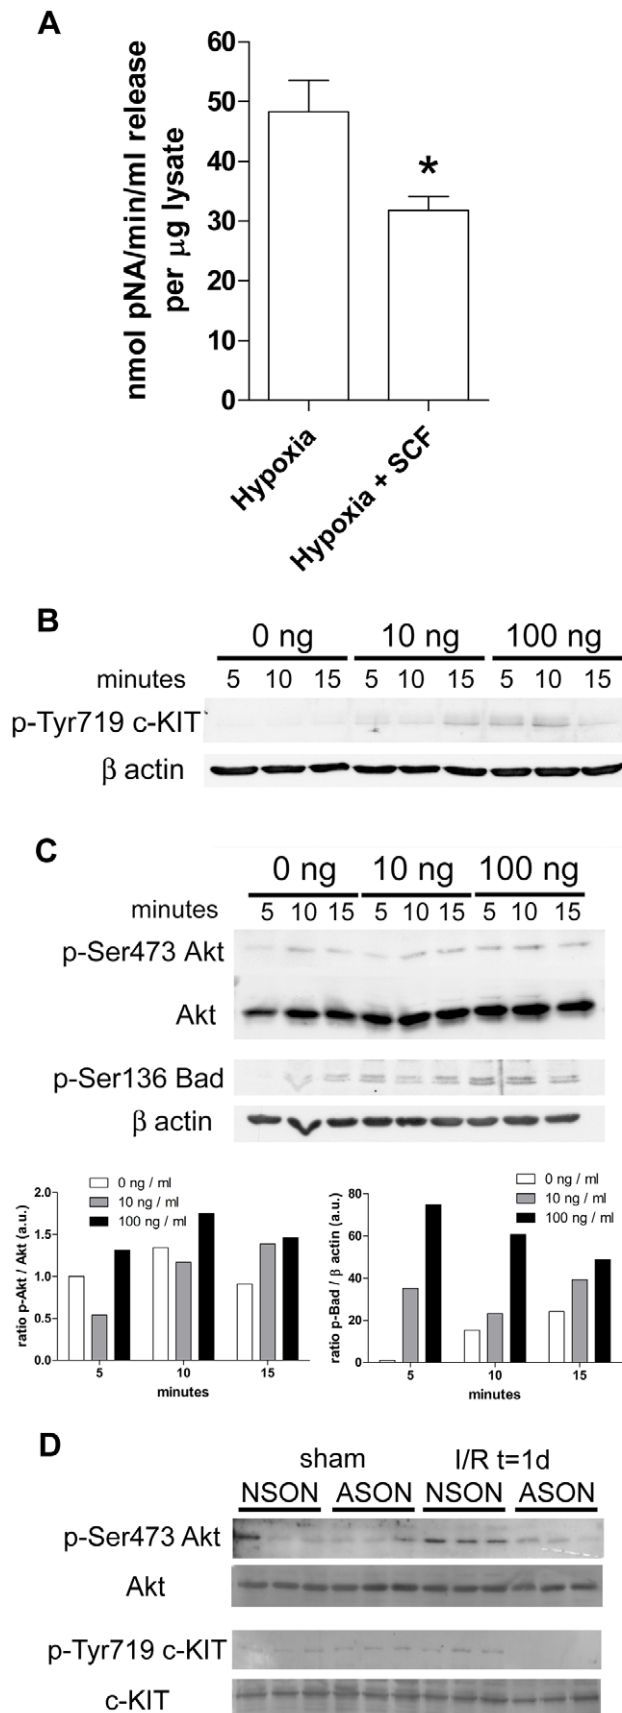 A
nmol pNA/min/ml release
per μg lysate
60
50
40
30
20
10
0
*
Hypoxia
Hypoxia + SCF
B
0 ng 10 ng 100 ng
minutes 5 10 15 5 10 15 5 10 15
p-Tyr719 c-KIT
β actin
C
0 ng 10 ng 100 ng
minutes 5 10 15 5 10 15 5 10 15
p-Ser473 Akt
Akt
p-Ser136 Bad
β actin
ratio p-Akt / Akt (a.u.)
2.0
1.5
1.0
0.5
0.0
0 ng / ml
10 ng / ml
100 ng / ml
5 10 15
minutes
ratio p-Bad / β actin (a.u.)
80
60
40
20
0
0 ng / ml
10 ng / ml
100 ng / ml
5 10 15
minutes
D
sham I/R t=1d
NSON ASON NSON ASON
p-Ser473 Akt
Akt
p-Tyr719 c-KIT
c-KIT